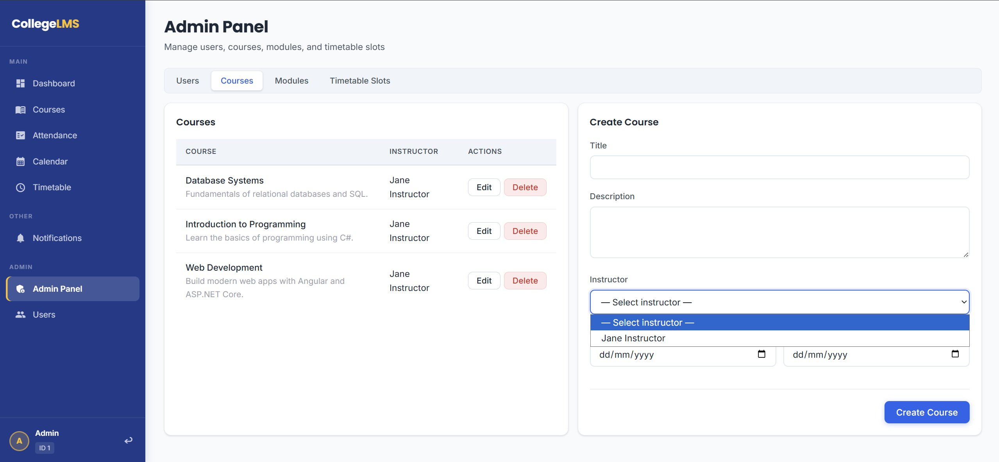 CollegeLMS
MAIN
Dashboard
Courses
Attendance
Calendar
Timetable
OTHER
Notifications
ADMIN
Admin Panel
Users
A
Admin
ID 1
Admin Panel
Manage users, courses, modules, and timetable slots
Users Courses Modules Timetable Slots
Courses
COURSE INSTRUCTOR ACTIONS
Database Systems
Fundamentals of relational databases and SQL.
Jane
Instructor
Edit Delete
Introduction to Programming
Learn the basics of programming using C#.
Jane
Instructor
Edit Delete
Web Development
Build modern web apps with Angular and
ASP.NET Core.
Jane
Instructor
Edit Delete
Create Course
Title
Description
Instructor
— Select instructor —
— Select instructor —
Jane Instructor
dd/mm/yyyy dd/mm/yyyy
Create Course